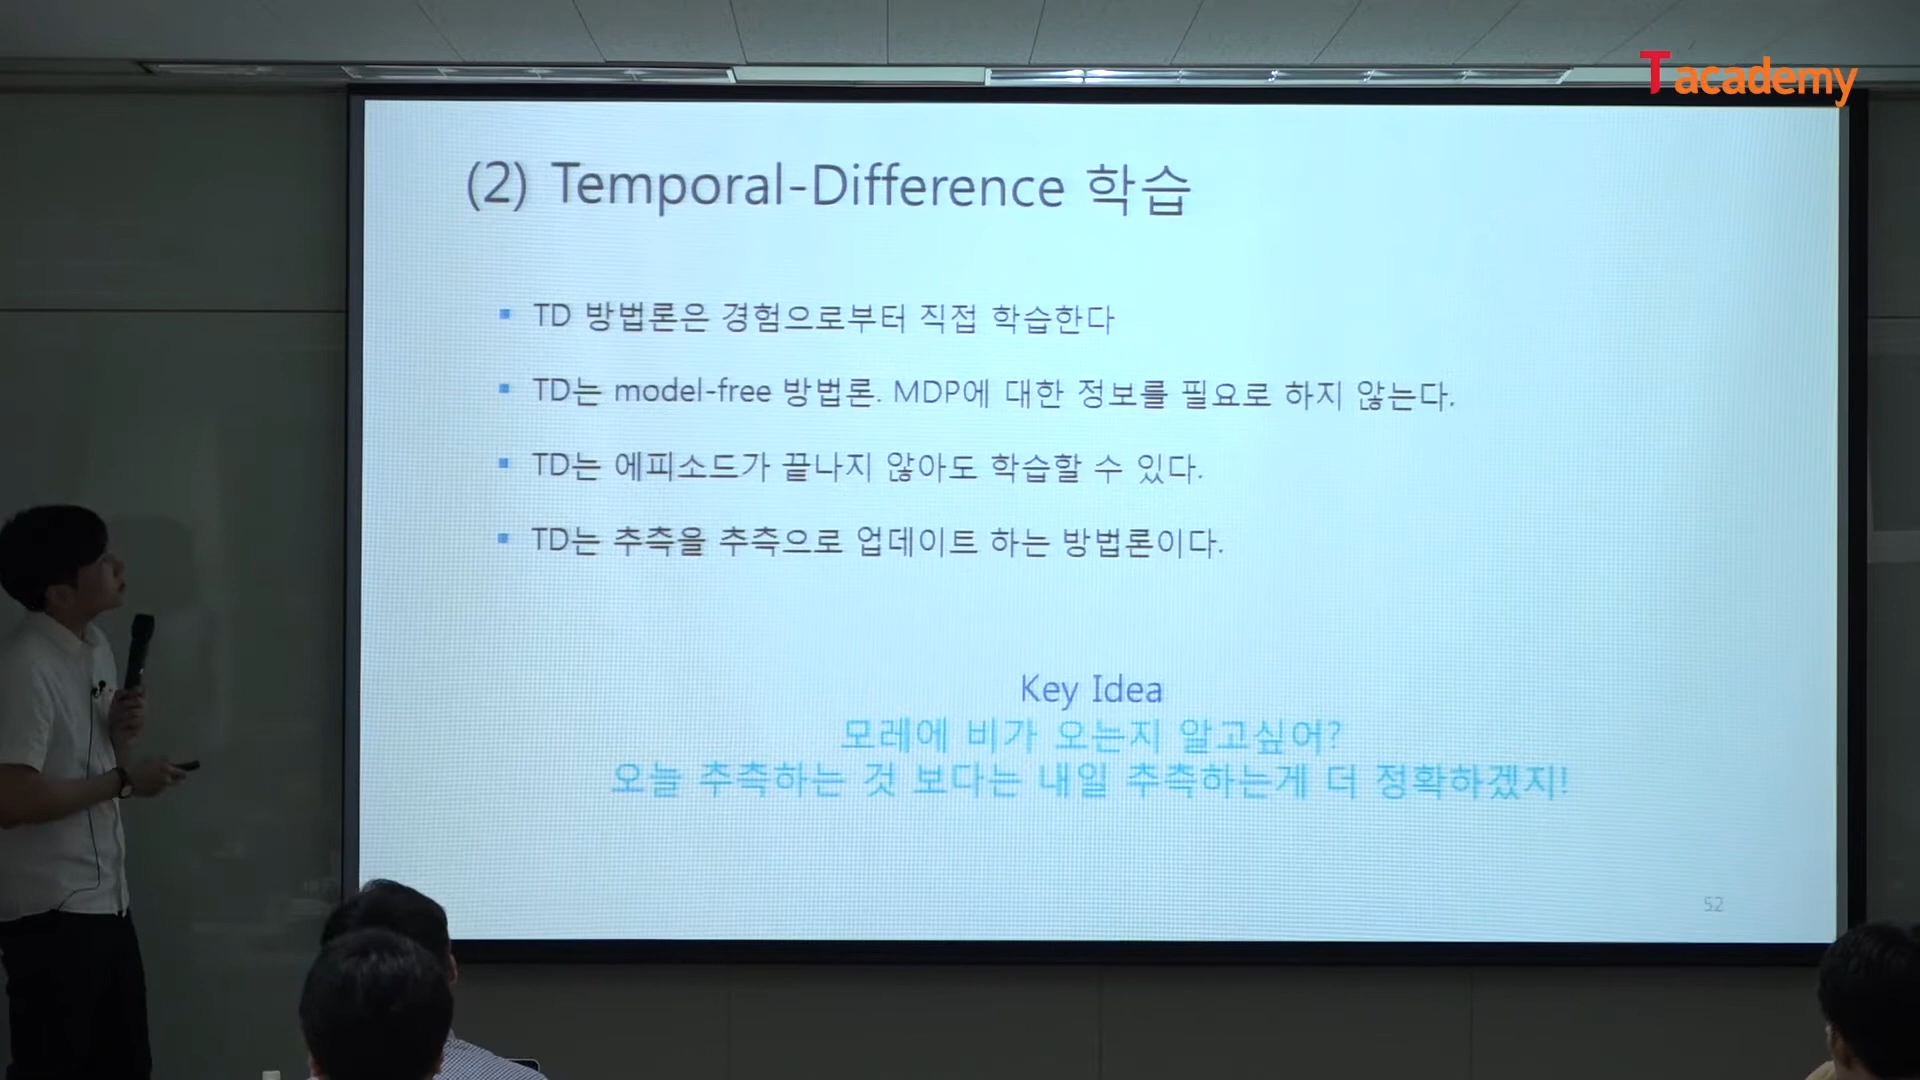 Tacademy
(2) Temporal-Difference 학습
▪ TD 방법론은 경험으로부터 직접 학습한다
▪ TD는 model-free 방법론. MDP에 대한 정보를 필요로 하지 않는다.
▪ TD는 에피소드가 끝나지 않아도 학습할 수 있다.
▪ TD는 추측을 추측으로 업데이트 하는 방법론이다.
Key Idea
모레에 비가 오는지 알고싶어?
오늘 추측하는 것 보다는 내일 추측하는게 더 정확하겠지!
52